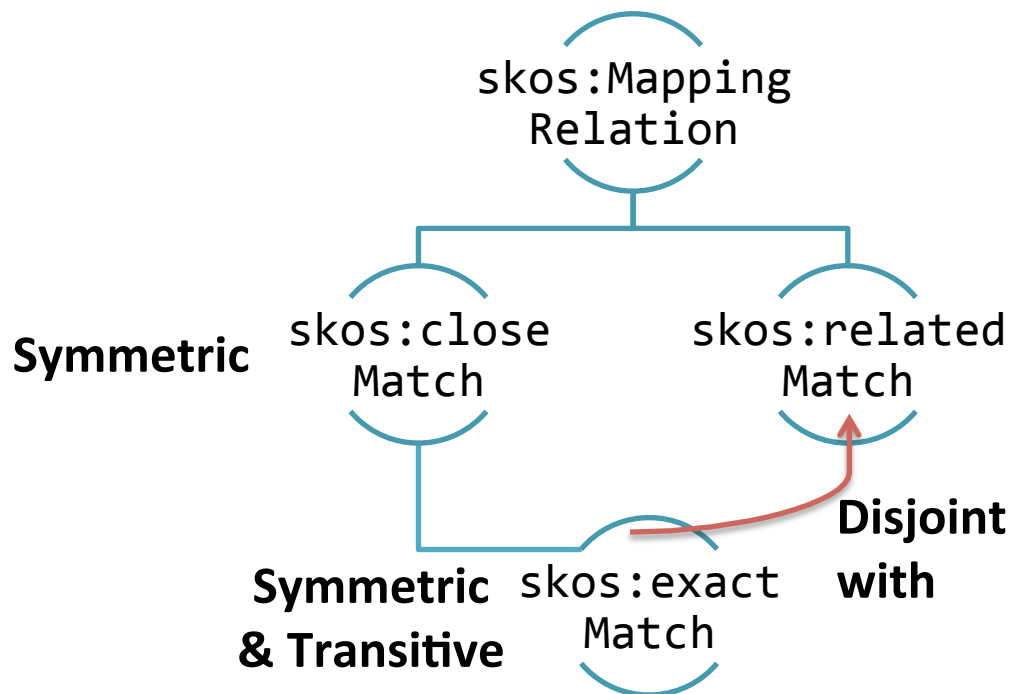 skos:Mapping
Relation
Symmetric
skos:close
Match
skos:related
Match
Disjoint
with
Symmetric
& Transitive
skos:exact
Match